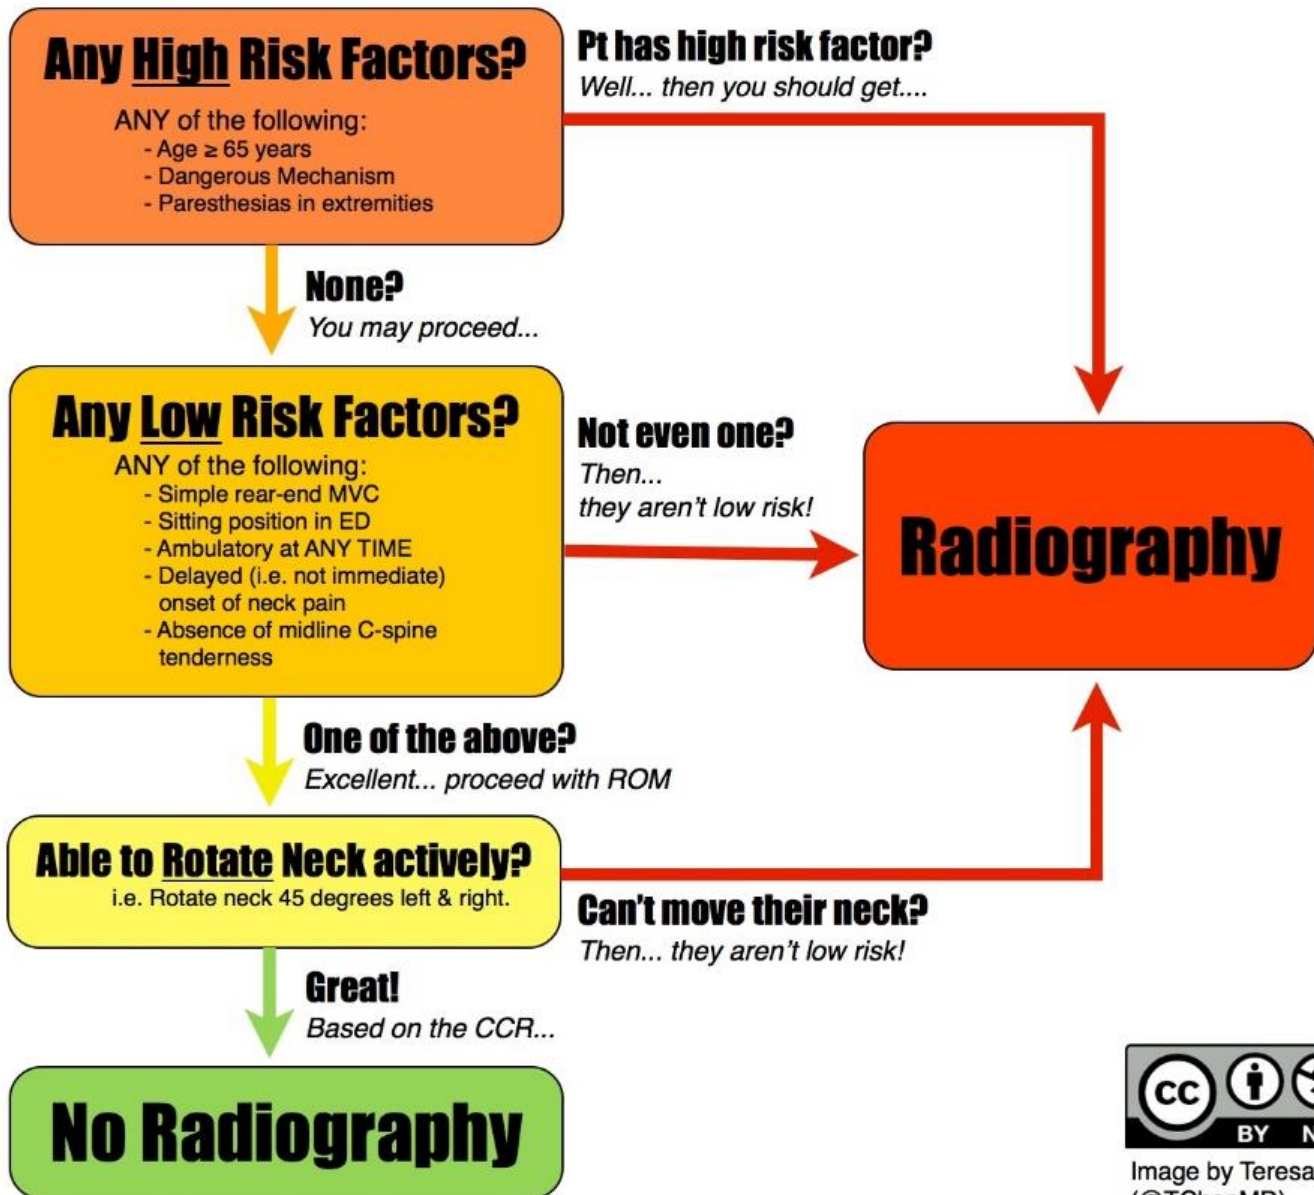 Any High Risk Factors?
ANY of the following:
- Age ≥ 65 years
- Dangerous Mechanism
- Paresthesias in extremities
Pt has high risk factor?
Well... then you should get....
None?
You may proceed...
Any Low Risk Factors?
ANY of the following:
- Simple rear-end MVC
- Sitting position in ED
- Ambulatory at ANY TIME
- Delayed (i.e. not immediate)
onset of neck pain
- Absence of midline C-spine
tenderness
Not even one?
Then...
they aren't low risk!
Radiography
One of the above?
Excellent... proceed with ROM
Able to Rotate Neck actively?
i.e. Rotate neck 45 degrees left & right.
Can't move their neck?
Then... they aren't low risk!
Great!
Based on the CCR...
No Radiography
CC
BY N
Image by Teresa